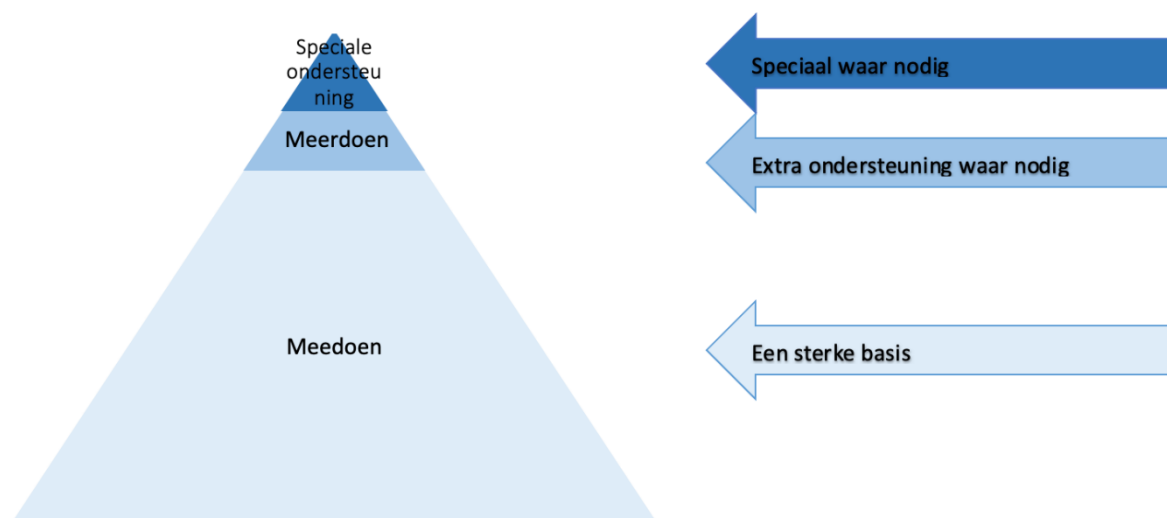 Speciale
ondersteu
ning
Speciaal waar nodig
Meerdoen
Extra ondersteuning waar nodig
Meedoen
Een sterke basis